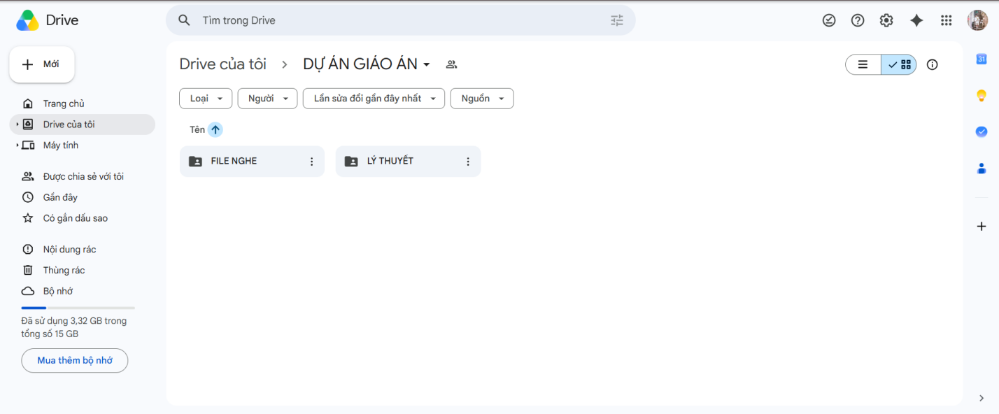 Drive
Tìm trong Drive
Mới
Drive của tôi > DỰ ÁN GIÁO ÁN
31
Trang chủ
Drive của tôi
Máy tính
Được chia sẻ với tôi
Gần đây
Có gắn dấu sao
Nội dung rác
Thùng rác
Bộ nhớ
Đã sử dụng 3,32 GB trong
tổng số 15 GB
Mua thêm bộ nhớ
Loại
Người
Lần sửa đổi gần đây nhất
Nguồn
Tên
FILE NGHE
LÝ THUYẾT